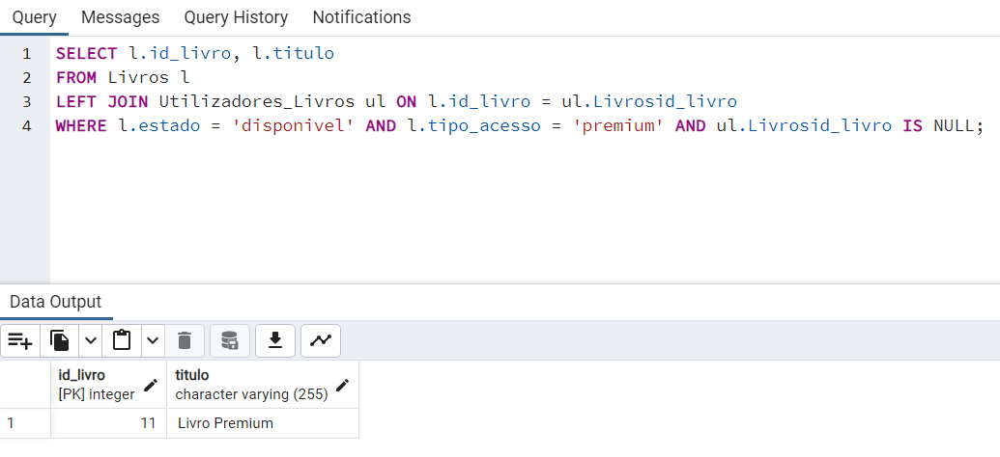 Query Messages Query History Notifications
1 SELECT l.id_livro, l.titulo
2 FROM Livros l
3 LEFT JOIN Utilizadores_Livros ul ON l.id_livro = ul.Livrosid_livro
4 WHERE l.estado = 'disponivel' AND l.tipo_acesso = 'premium' AND ul.Livrosid_livro IS NULL;
Data Output
id_livro titulo
[PK] integer character varying (255)
1 11 Livro Premium